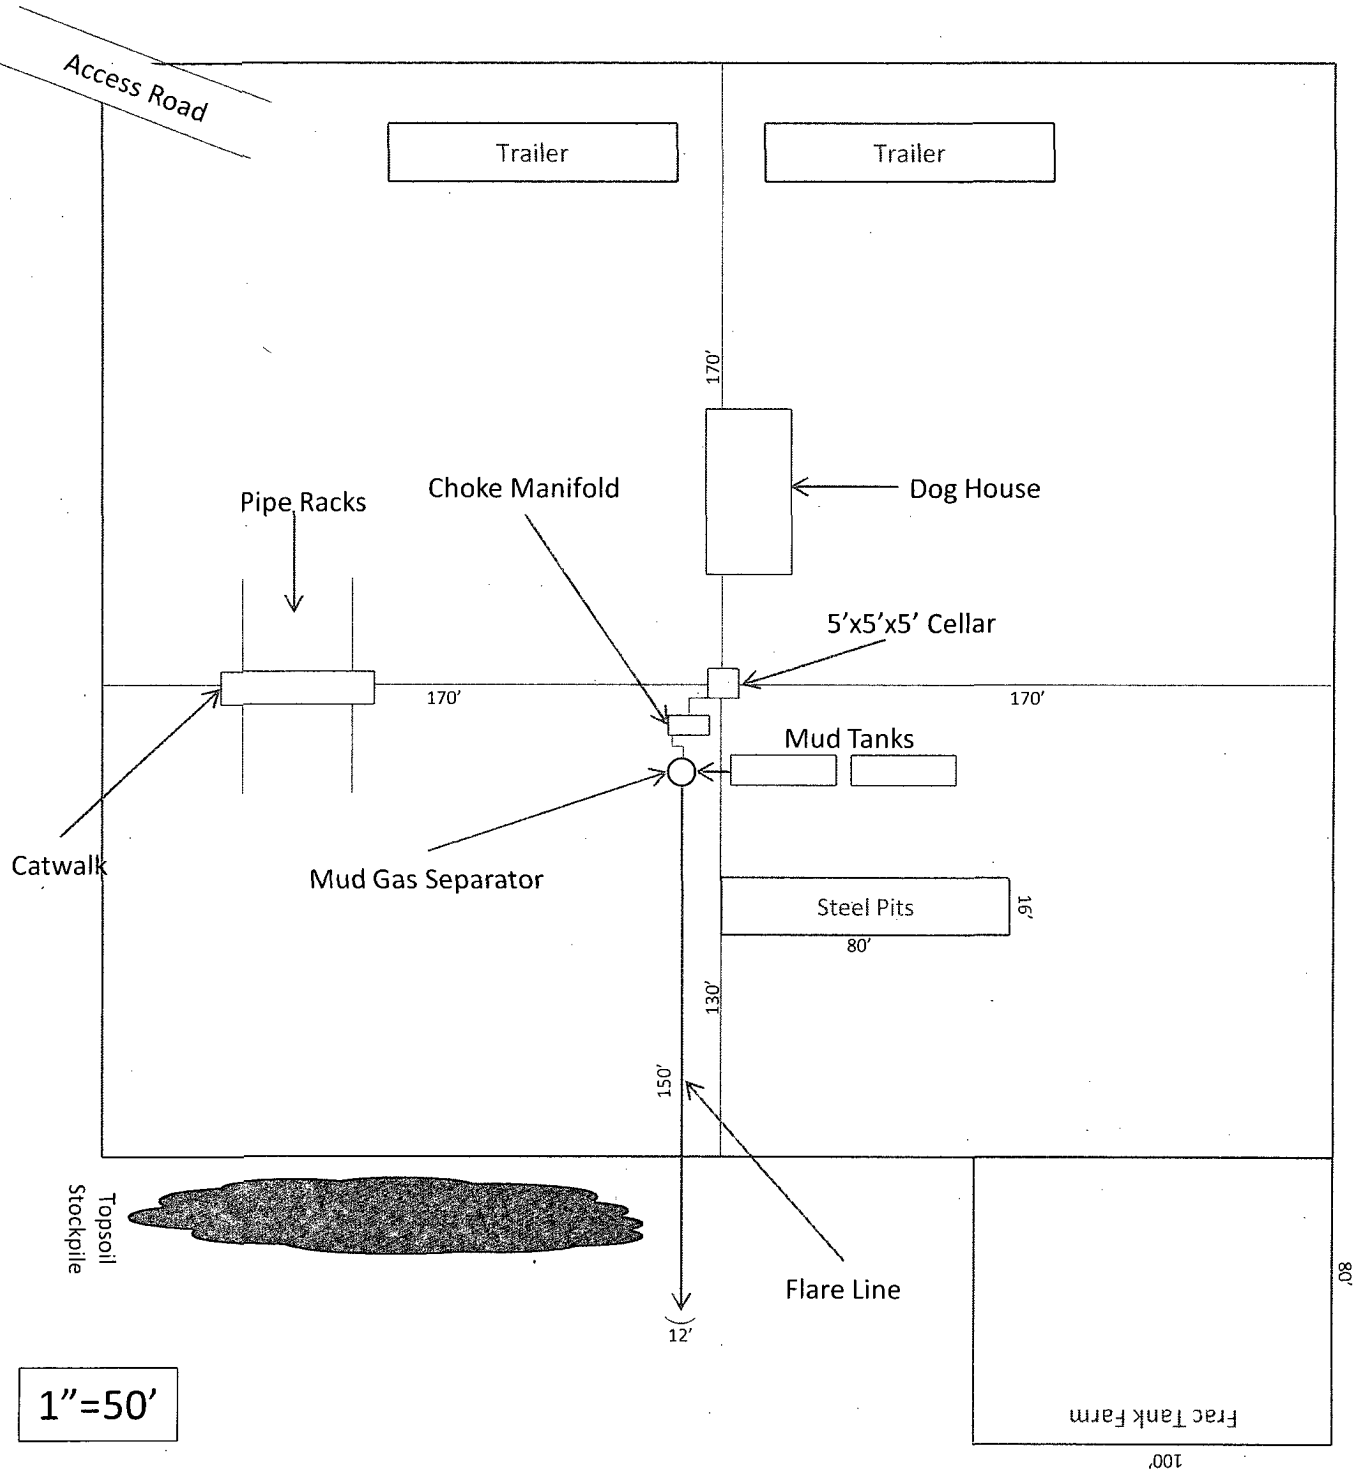 Access Road
Trailer
Trailer
170’
Pipe Racks
Choke Manifold
Dog House
5’x5’x5’ Cellar
170’
170’
Mud Tanks
Catwalk
Mud Gas Separator
Steel Pits
16’
80’
130’
150’
Topsoil
Stockpile
Flare Line
80’
12’
1”=50’
Frac Tank Farm
100’